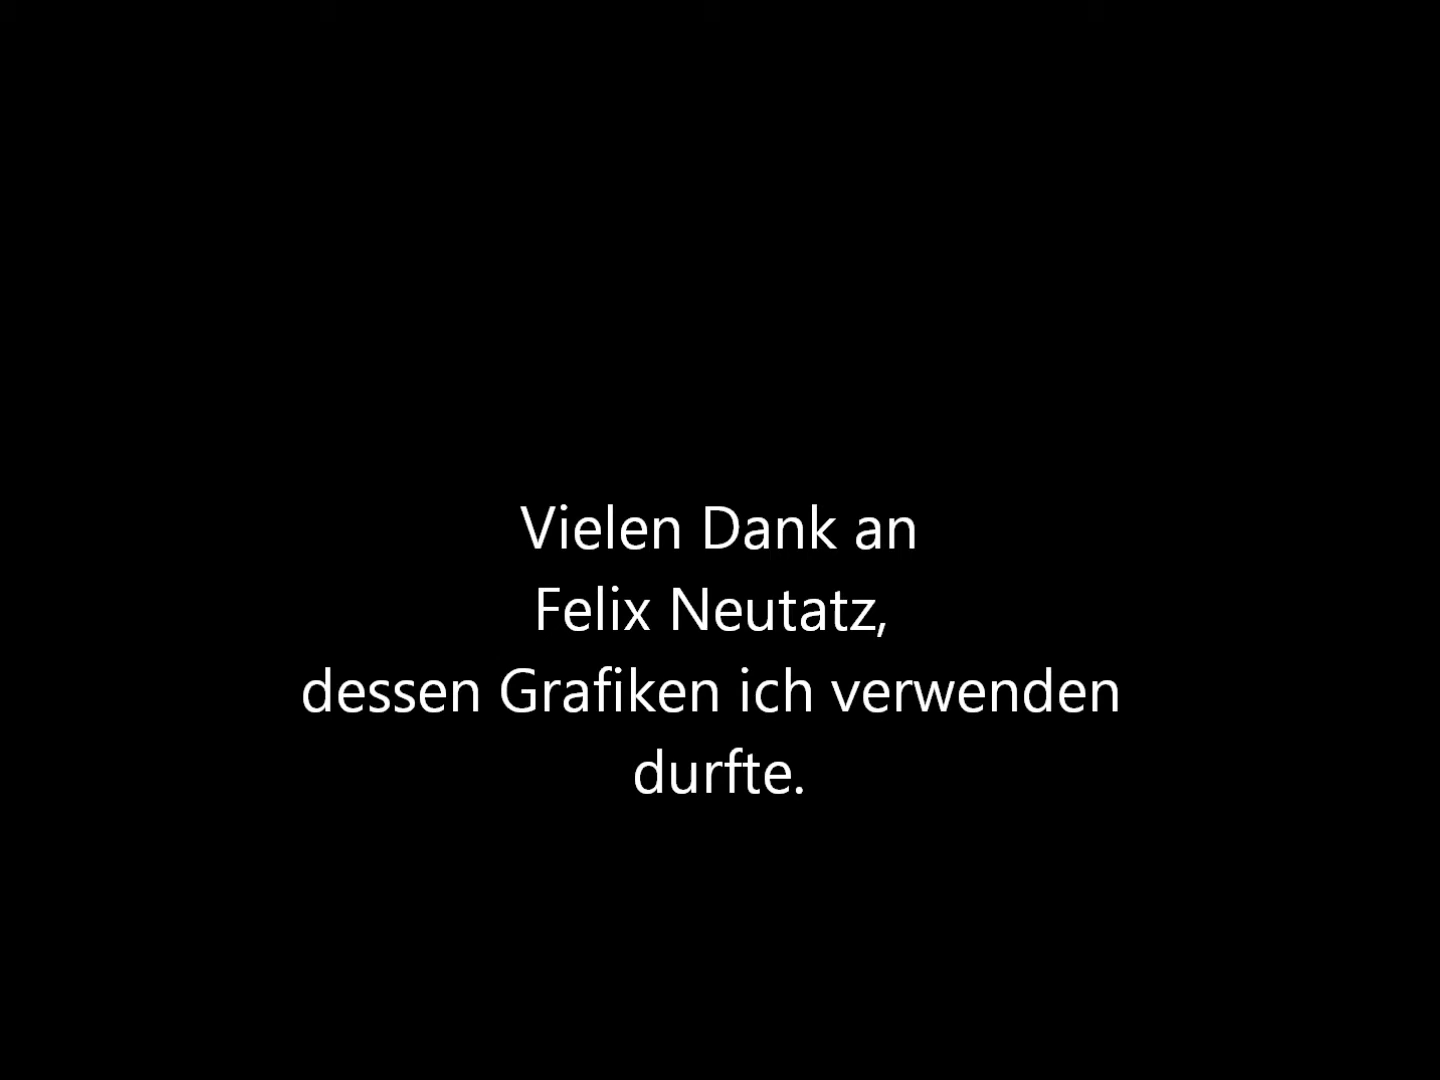 Vielen Dank an
Felix Neutatz,
dessen Grafiken ich verwenden
durfte.